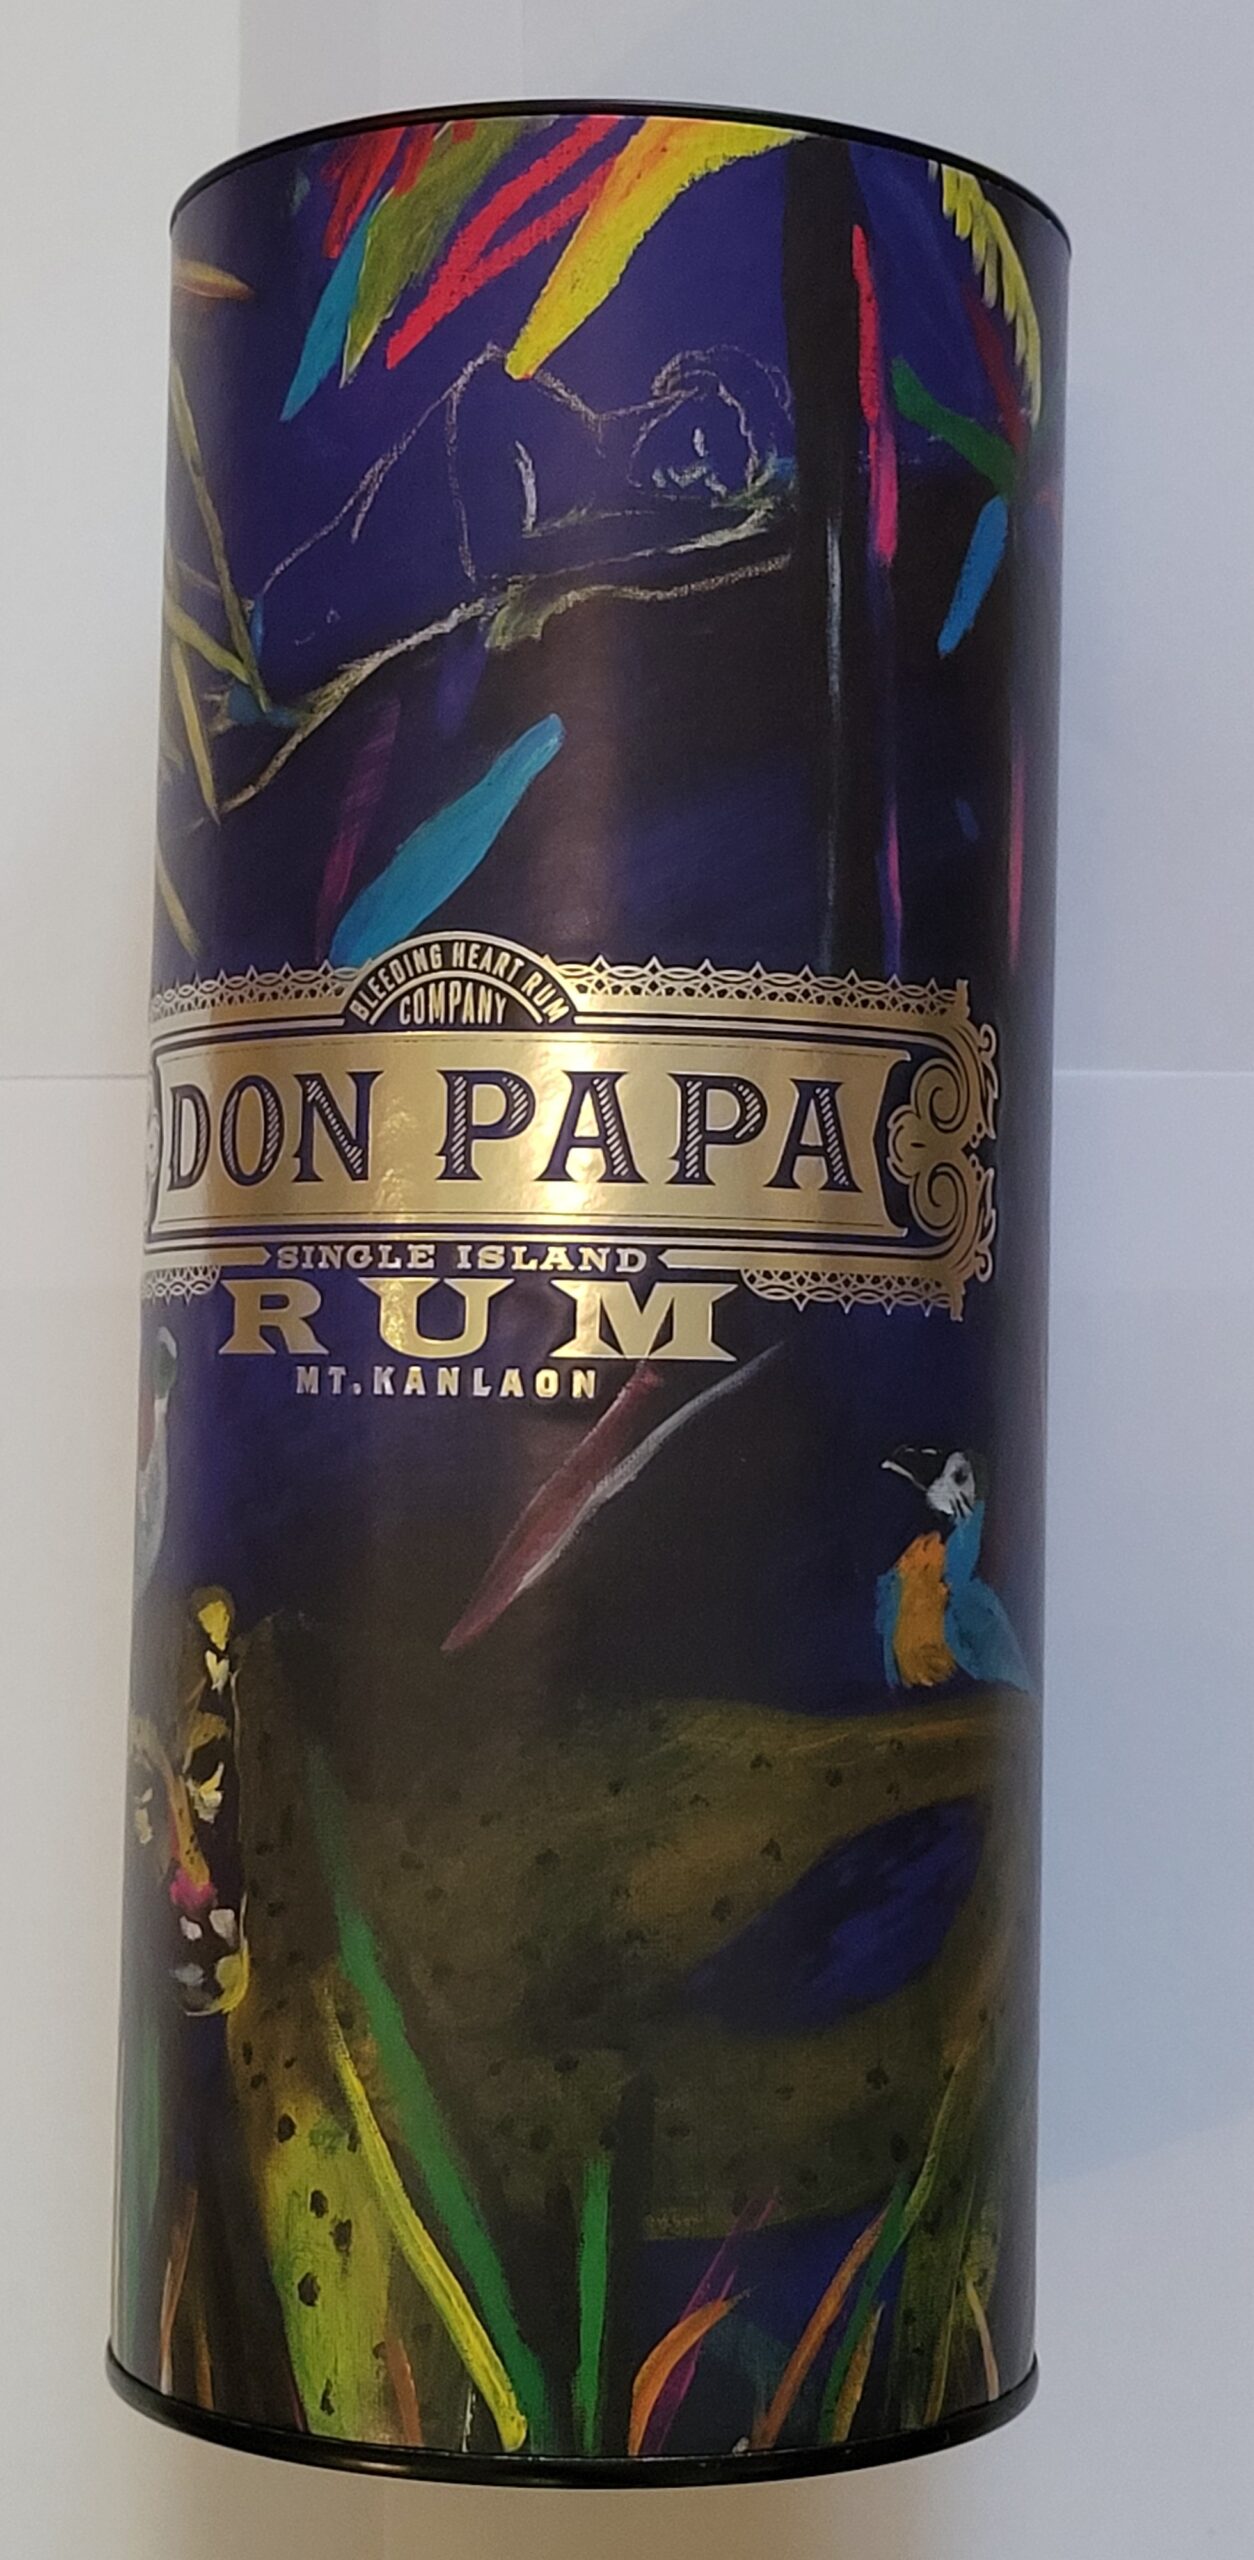 BLEEDING HEART RUM
COMPANY
DON PAPA
SINGLE ISLAND
RUM
MT. KANLAON